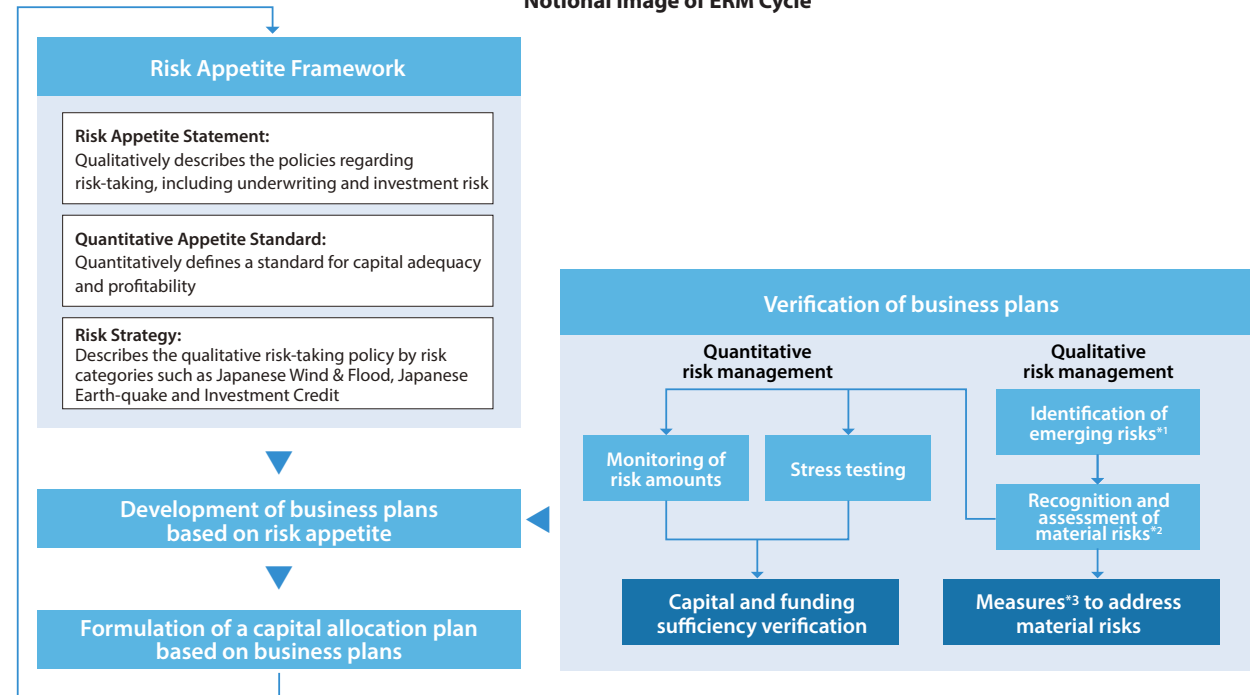 Notional Image of ERM Cycle
Risk Appetite Framework
Risk Appetite Statement:
Qualitatively describes the policies regarding
risk-taking, including underwriting and investment risk
Quantitative Appetite Standard:
Quantitatively defines a standard for capital adequacy
and profitability
Risk Strategy:
Describes the qualitative risk-taking policy by risk
categories such as Japanese Wind & Flood, Japanese
Earth-quake and Investment Credit
Development of business plans
based on risk appetite
Formulation of a capital allocation plan
based on business plans
Verification of business plans
Quantitative
risk management
Monitoring of
risk amounts
Stress testing
Capital and funding
sufficiency verification
Qualitative
risk management
Identification of
emerging risks*1
Recognition and
assessment of
material risks*2
Measures*3 to address
material risks